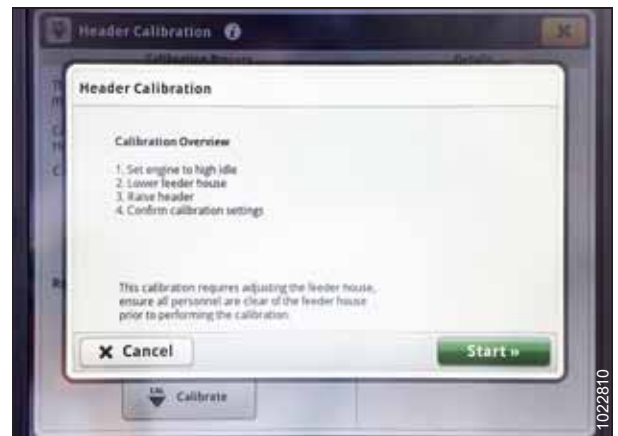 Header Calibration
Header Calibration
Calibration Overview
1. Set engine to high idle
2. Lower feeder house
3. Raise header
4. Confirm calibration settings
This calibration requires adjusting the feeder house,
ensure all personnel are clear of the feeder house
prior to performing the calibration.
Cancel
Start »
Calibrate
1022810